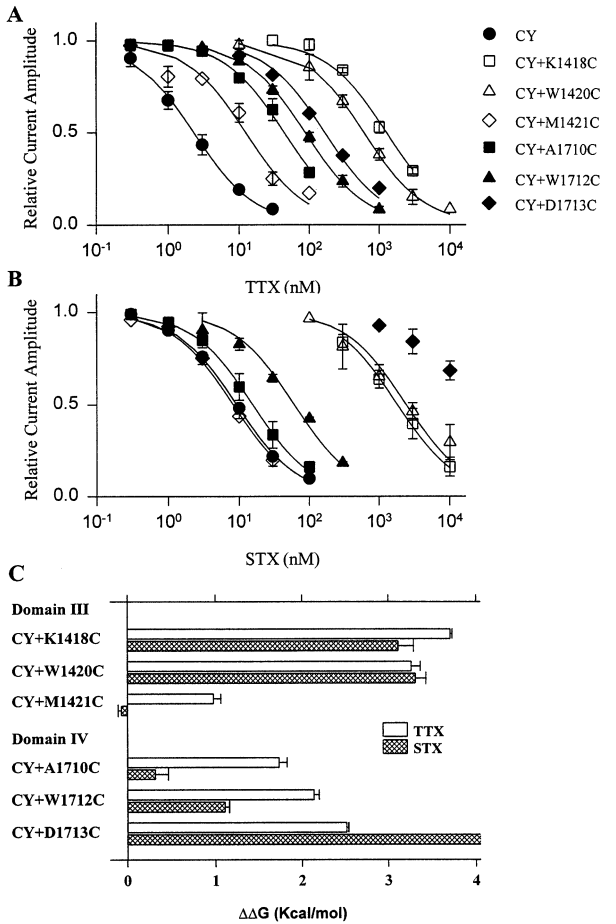 A
Relative Current Amplitude
1.0
0.5
0.0
10⁻¹ 10⁰ 10¹ 10² 10³ 10⁴
TTX (nM)
CY
CY+K1418C
CY+W1420C
CY+M1421C
CY+A1710C
CY+W1712C
CY+D1713C
B
Relative Current Amplitude
1.0
0.5
0.0
10⁻¹ 10⁰ 10¹ 10² 10³ 10⁴
STX (nM)
C
Domain III
CY+K1418C
CY+W1420C
CY+M1421C
Domain IV
CY+A1710C
CY+W1712C
CY+D1713C
TTX
STX
0 1 2 3 4
ΔΔG (Kcal/mol)